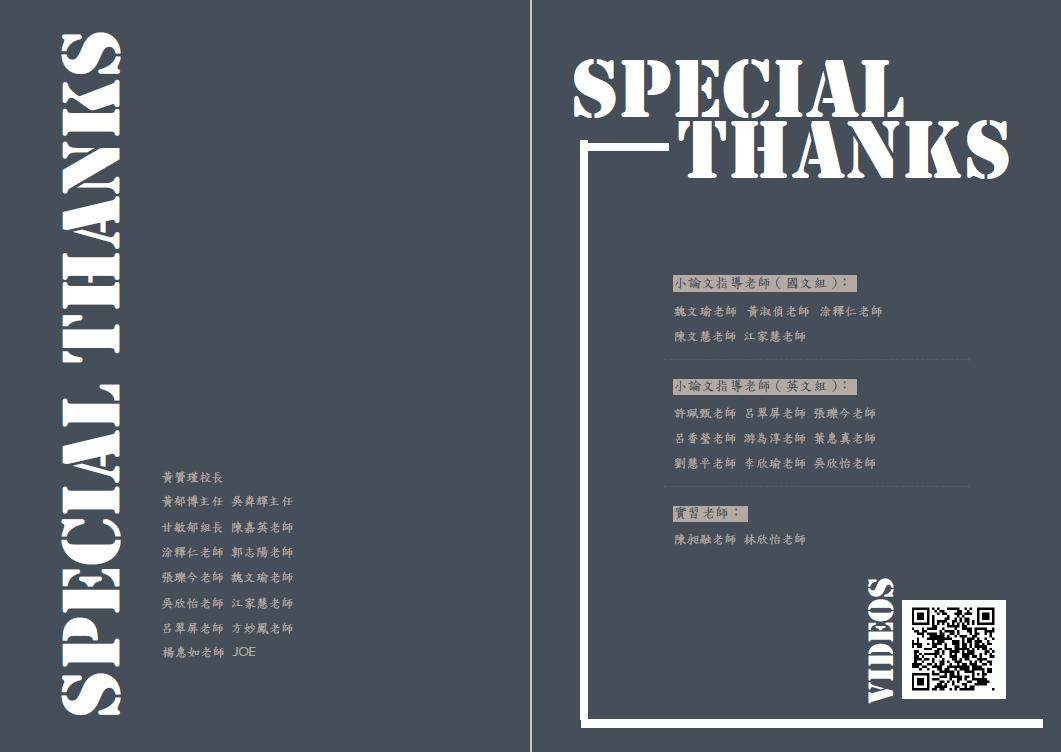 SPECIAL THANKS
黃贇瑾校長
黃郁博主任 吳粦輝主任
甘敏郁組長 陳嘉英老師
涂釋仁老師 郭志陽老師
張瓅今老師 魏文瑜老師
吳欣怡老師 江家慧老師
呂翠屏老師 方妙鳳老師
楊惠如老師 JOE
SPECIAL
THANKS
小論文指導老師（國文組）：
魏文瑜老師 黃淑偵老師 涂釋仁老師
陳文慧老師 江家慧老師
小論文指導老師（英文組）：
許珮甄老師 呂翠屏老師 張瓅今老師
呂香瑩老師 游為淳老師 葉惠真老師
劉慧平老師 李欣瑜老師 吳欣怡老師
實習老師：
陳昶融老師 林欣怡老師
VIDEOS